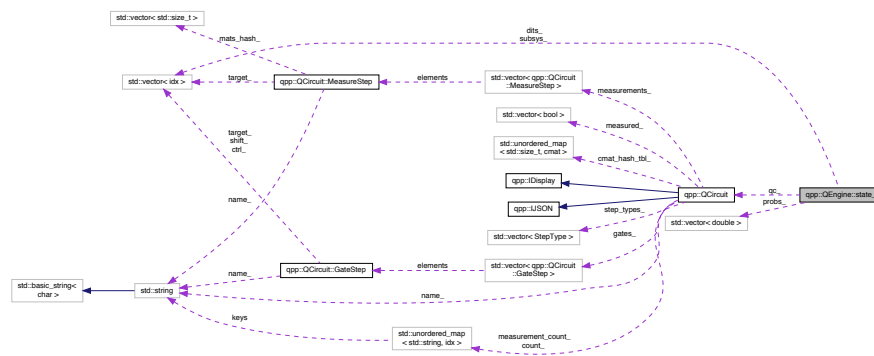 std::vector< std::size_t >
dits_
subsys_
mats_hash_
std::vector< idx >
target_
qpp::QCircuit::MeasureStep
elements
std::vector< qpp::QCircuit
::MeasureStep >
measurements_
std::vector< bool >
measured_
target_
shift_
ctrl_
std::unordered_map
< std::size_t, cmat >
cmat_hash_tbl_
qpp::IDisplay
qpp::QCircuit
qc_
qpp::QEngine::state_
probs_
name_
qpp::IJSON
step_types_
std::vector< double >
std::vector< StepType >
gates_
qpp::QCircuit::GateStep
elements
std::vector< qpp::QCircuit
::GateStep >
name_
std::basic_string<
char >
std::string
name_
keys
std::unordered_map
< std::string, idx >
measurement_count_
count_